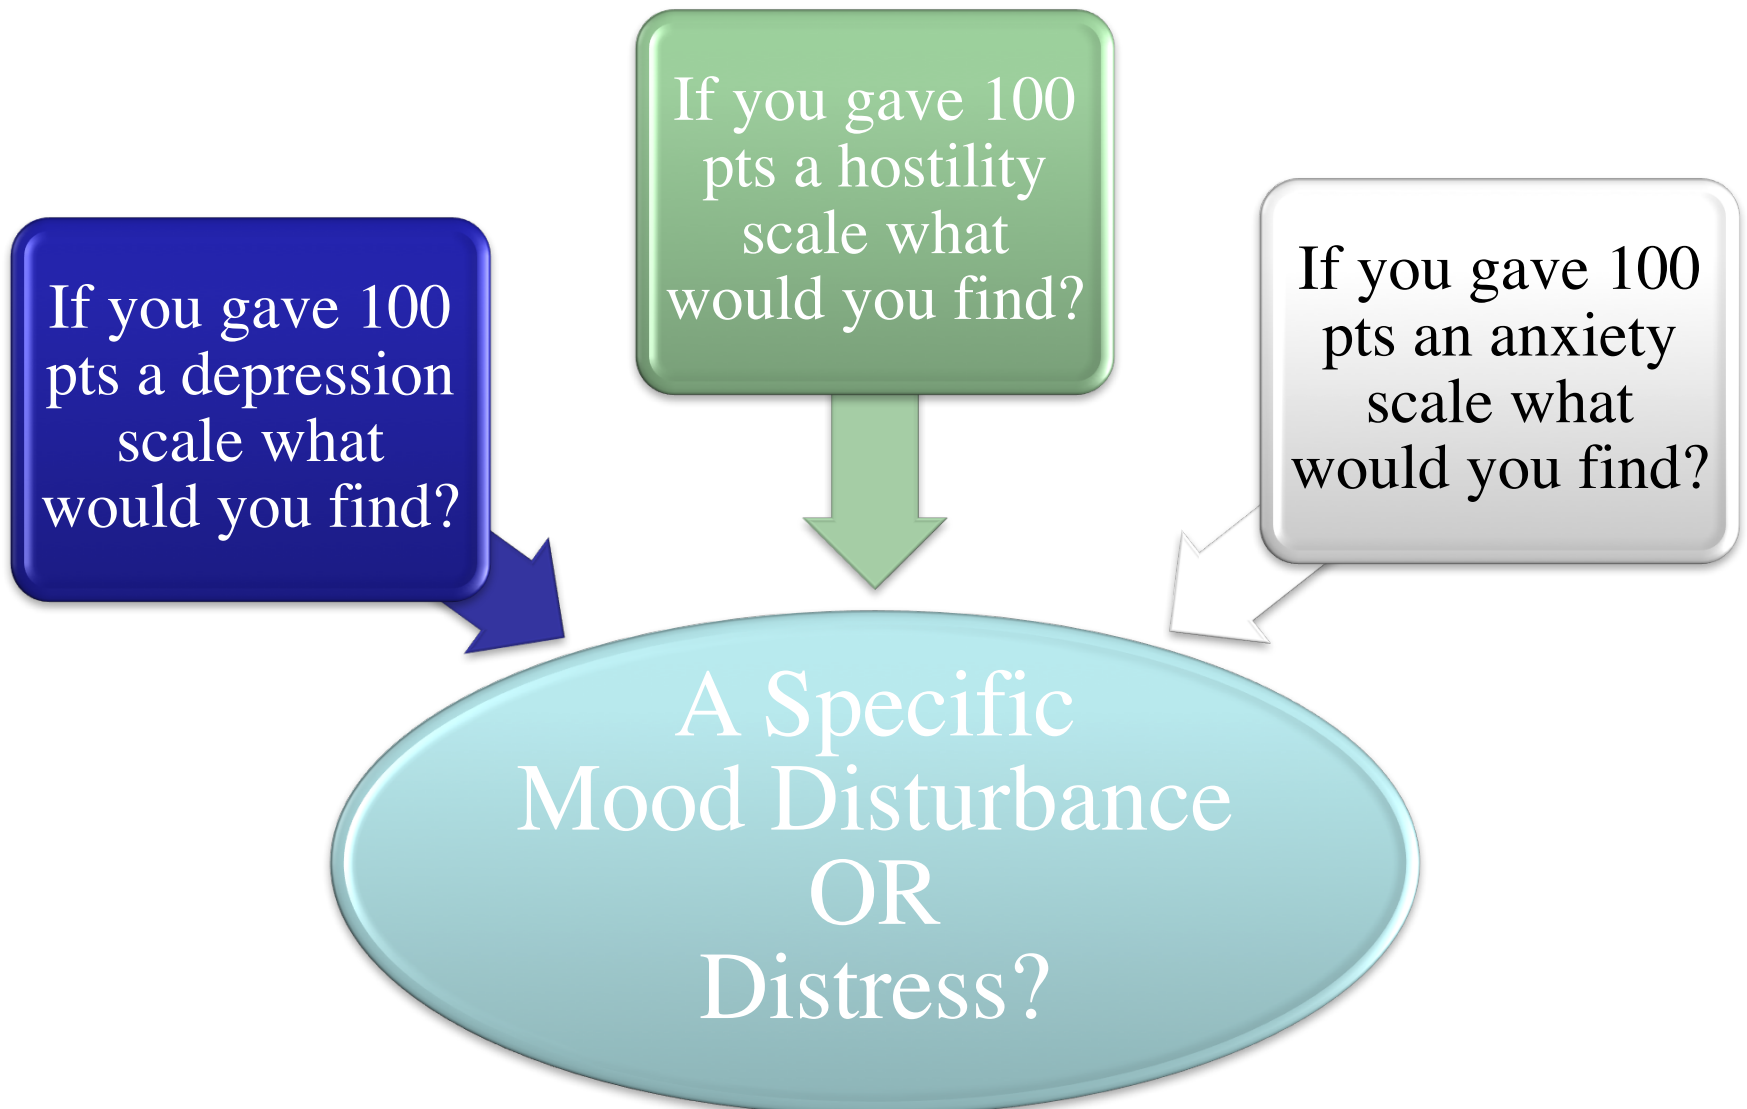 If you gave 100
pts a depression
scale what
would you find?
If you gave 100
pts a hostility
scale what
would you find?
If you gave 100
pts an anxiety
scale what
would you find?
A Specific
Mood Disturbance
OR
Distress?